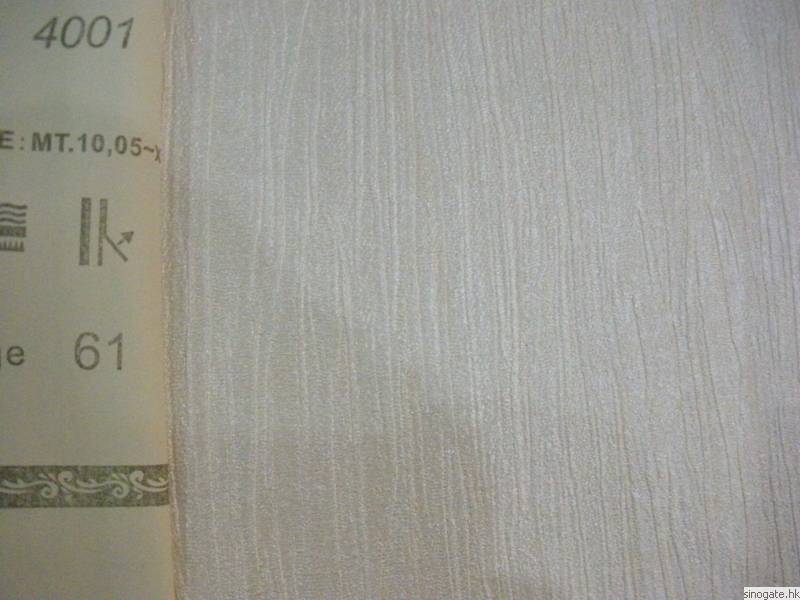 4001
E: MT.10,05~
e 61
sinogate.hk